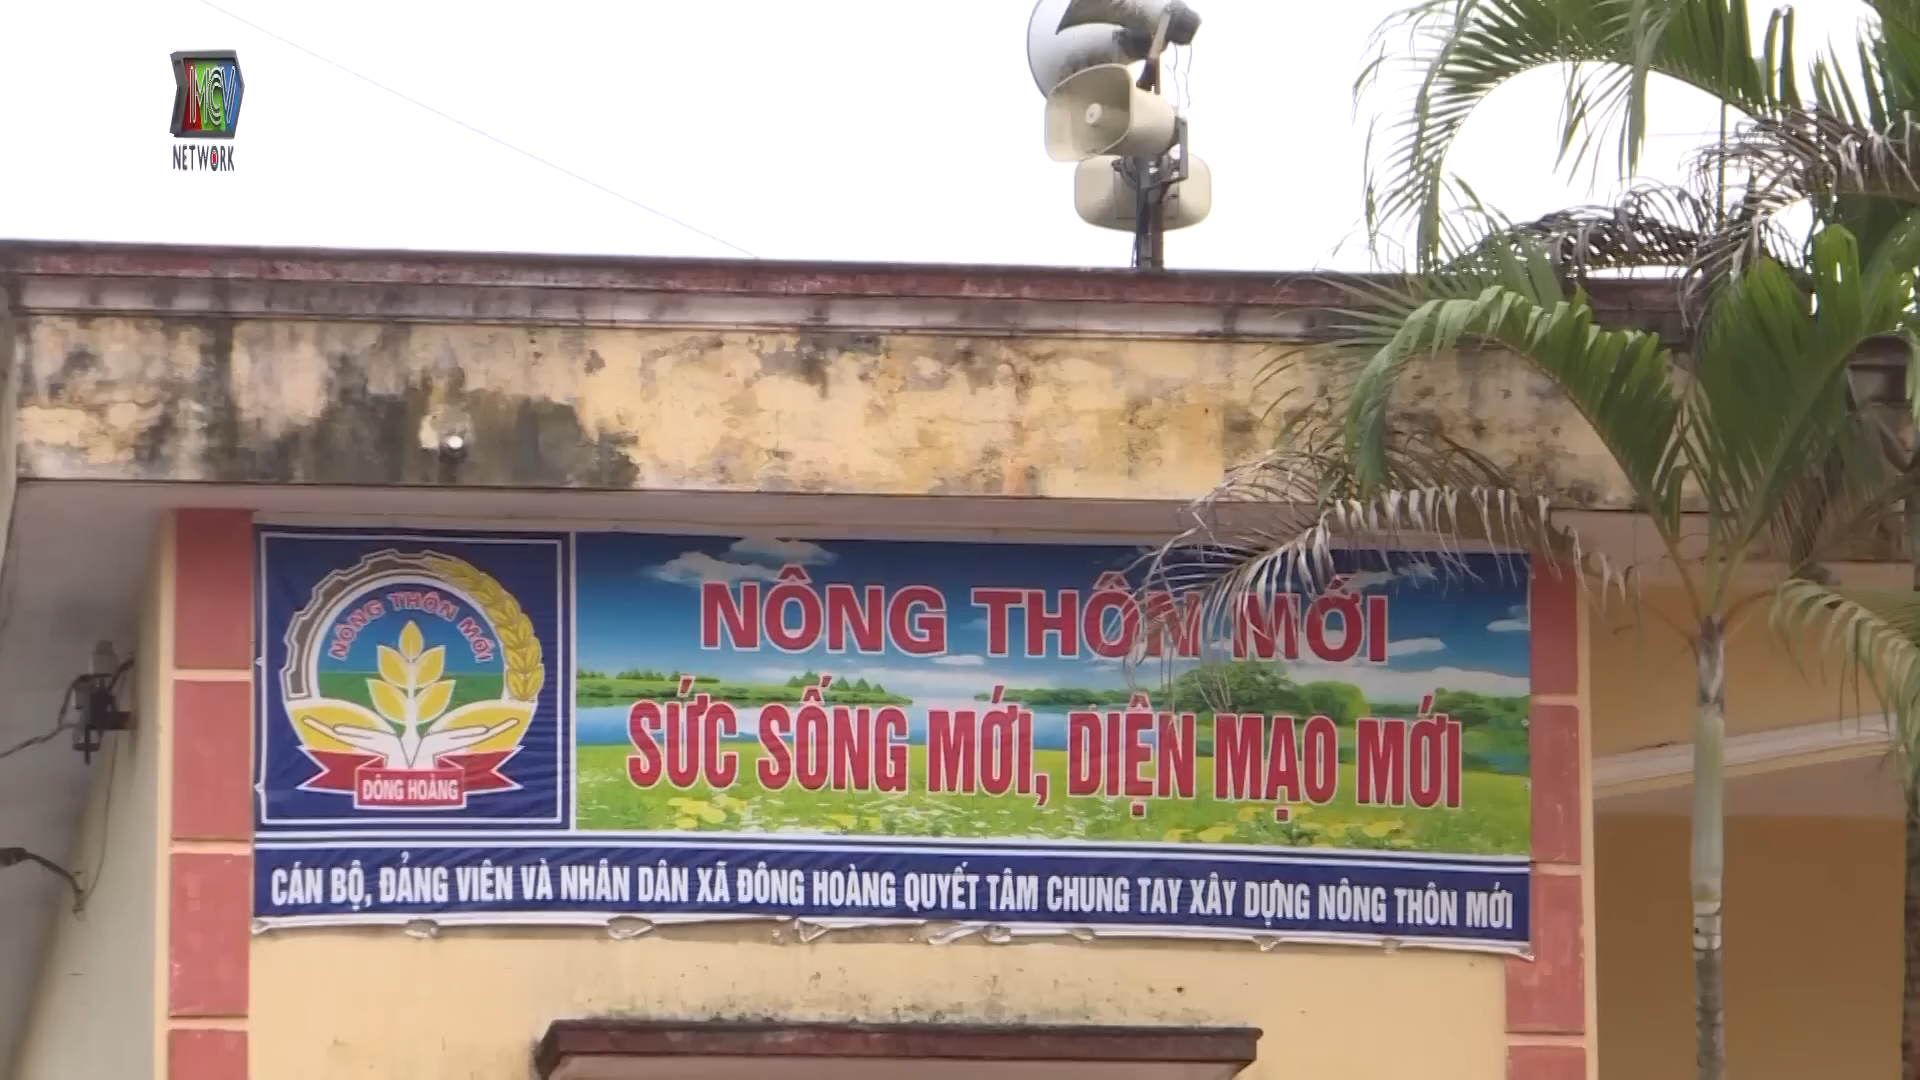 IMCV
NETWORK
NÔNG THÔN MỚI
NÔNG THÔN MỚI
SỨC SỐNG MỚI, DIỆN MẠO MỚI
ĐÔNG HOÀNG
CÁN BỘ, ĐẢNG VIÊN VÀ NHÂN DÂN XÃ ĐÔNG HOÀNG QUYẾT TÂM CHUNG TAY XÂY DỰNG NÔNG THÔN MỚI